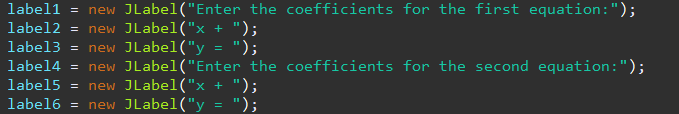 label1 = new JLabel("Enter the coefficients for the first equation:");
label2 = new JLabel("x + ");
label3 = new JLabel("y = ");
label4 = new JLabel("Enter the coefficients for the second equation:");
label5 = new JLabel("x + ");
label6 = new JLabel("y = ");